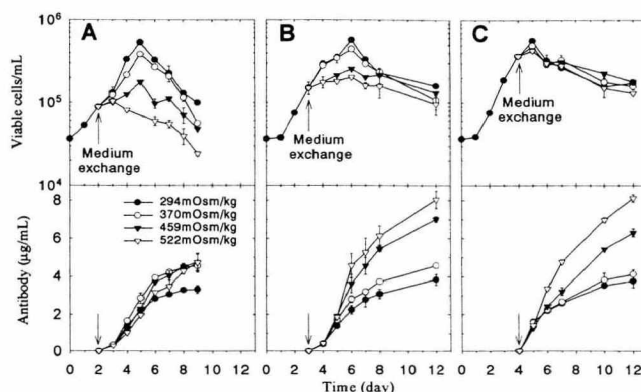 A
B
C
10⁶
10⁵
10⁴
Viable cells/mL
Medium
exchange
Medium
exchange
Medium
exchange
8
6
4
2
0
Antibody (µg/mL)
294mOsm/kg
370mOsm/kg
459mOsm/kg
522mOsm/kg
0 2 4 6 8 10 12 0 2 4 6 8 10 12 0 2 4 6 8 10 12
Time (day)